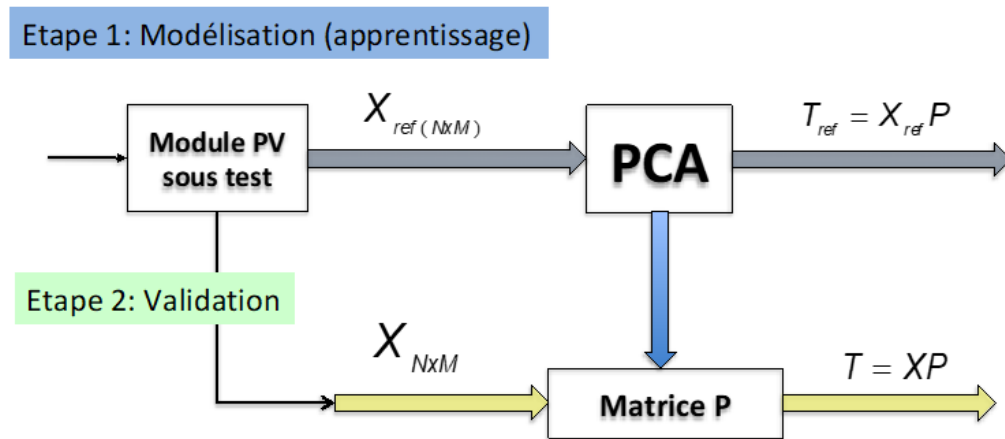 Etape 1: Modélisation (apprentissage)
Module PV
sous test
X ref (NxM)
PCA
T ref = X ref P
Etape 2: Validation
X NxM
Matrice P
T = XP